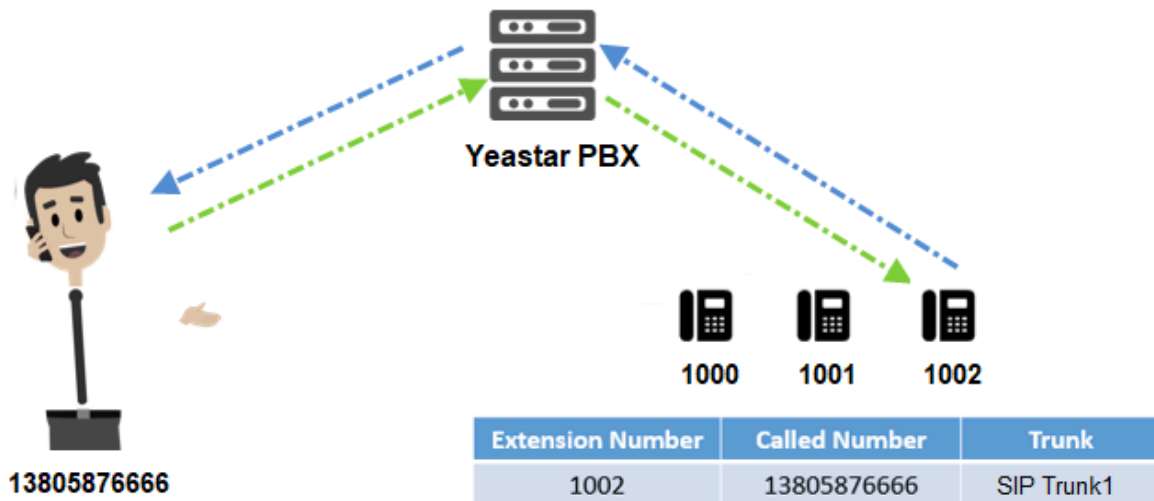 Yeastar PBX
1000 1001 1002
13805876666
Extension Number Called Number Trunk
1002 13805876666 SIP Trunk1